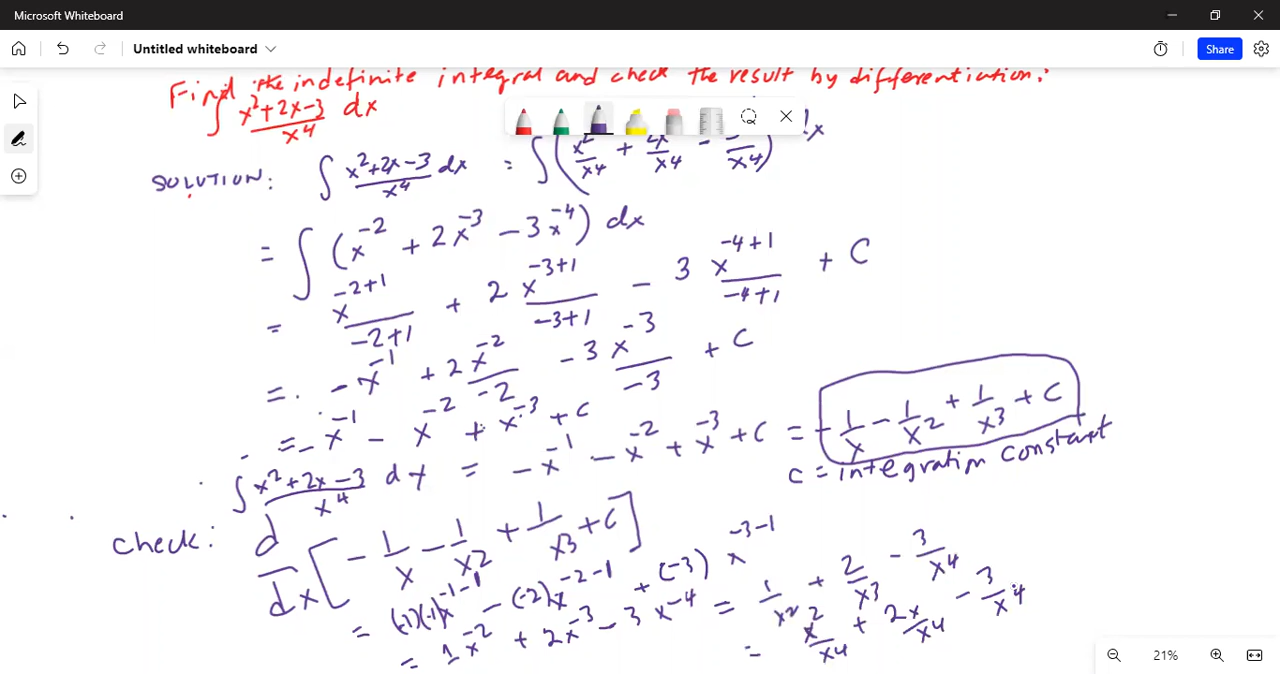 Microsoft Whiteboard
Untitled whiteboard
Share
Find the indefinite integral and check the result by differentiation:
∫ (x²+2x-3)/x⁴ dx
SOLUTION: ∫ (x²+2x-3)/x⁴ dx = ∫ (x²/x⁴ + 2x/x⁴ - 3/x⁴) dx
= ∫ (x⁻² + 2x⁻³ - 3x⁻⁴) dx
= x⁻²⁺¹/(-2+1) + 2 x⁻³⁺¹/(-3+1) - 3 x⁻⁴⁺¹/(-4+1) + C
= -x⁻¹ + 2x⁻²/-2 - 3 x⁻³/-3 + C
= -x⁻¹ - x⁻² + x⁻³ + C
∫ (x²+2x-3)/x⁴ dx = -x⁻¹ - x⁻² + x⁻³ + C = -1/x - 1/x² + 1/x³ + C
C = integration constant
Check: d/dx [-1/x - 1/x² + 1/x³ + C]
= (-1)(-1)x⁻¹⁻¹ - (-2)x⁻²⁻¹ + (-3) x⁻³⁻¹
= 1x⁻² + 2x⁻³ - 3x⁻⁴ = 1/x² + 2/x³ - 3/x⁴
= x²/x⁴ + 2x/x⁴ - 3/x⁴
21%